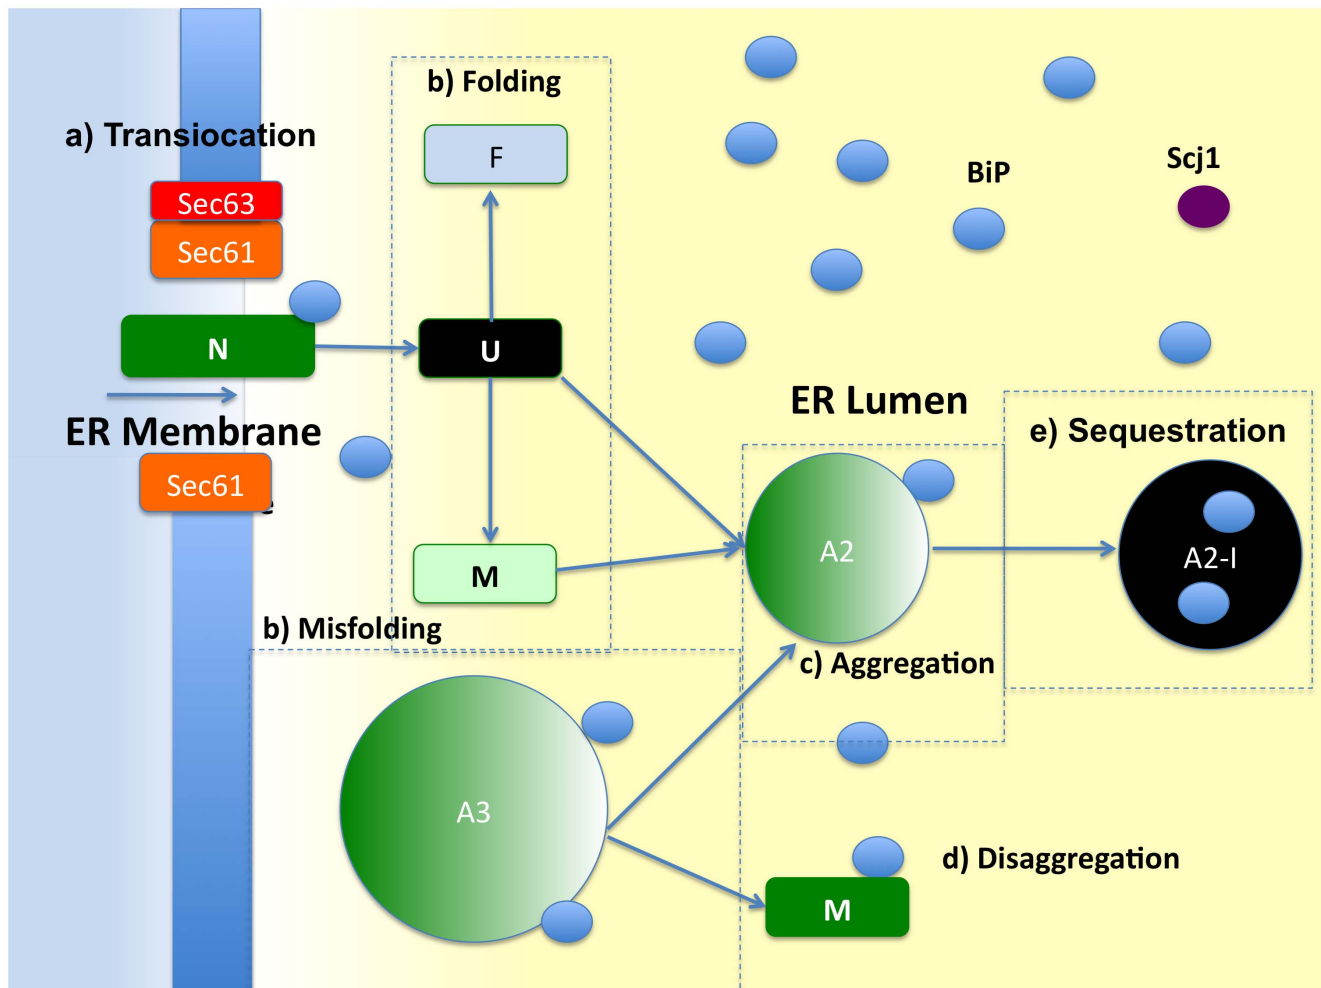 b) Folding
a) Transiocation
F
BiP
Scj1
Sec63
Sec61
N
U
ER Lumen
ER Membrane
e) Sequestration
Sec61
e
A2
A2-I
M
b) Misfolding
c) Aggregation
A3
d) Disaggregation
M